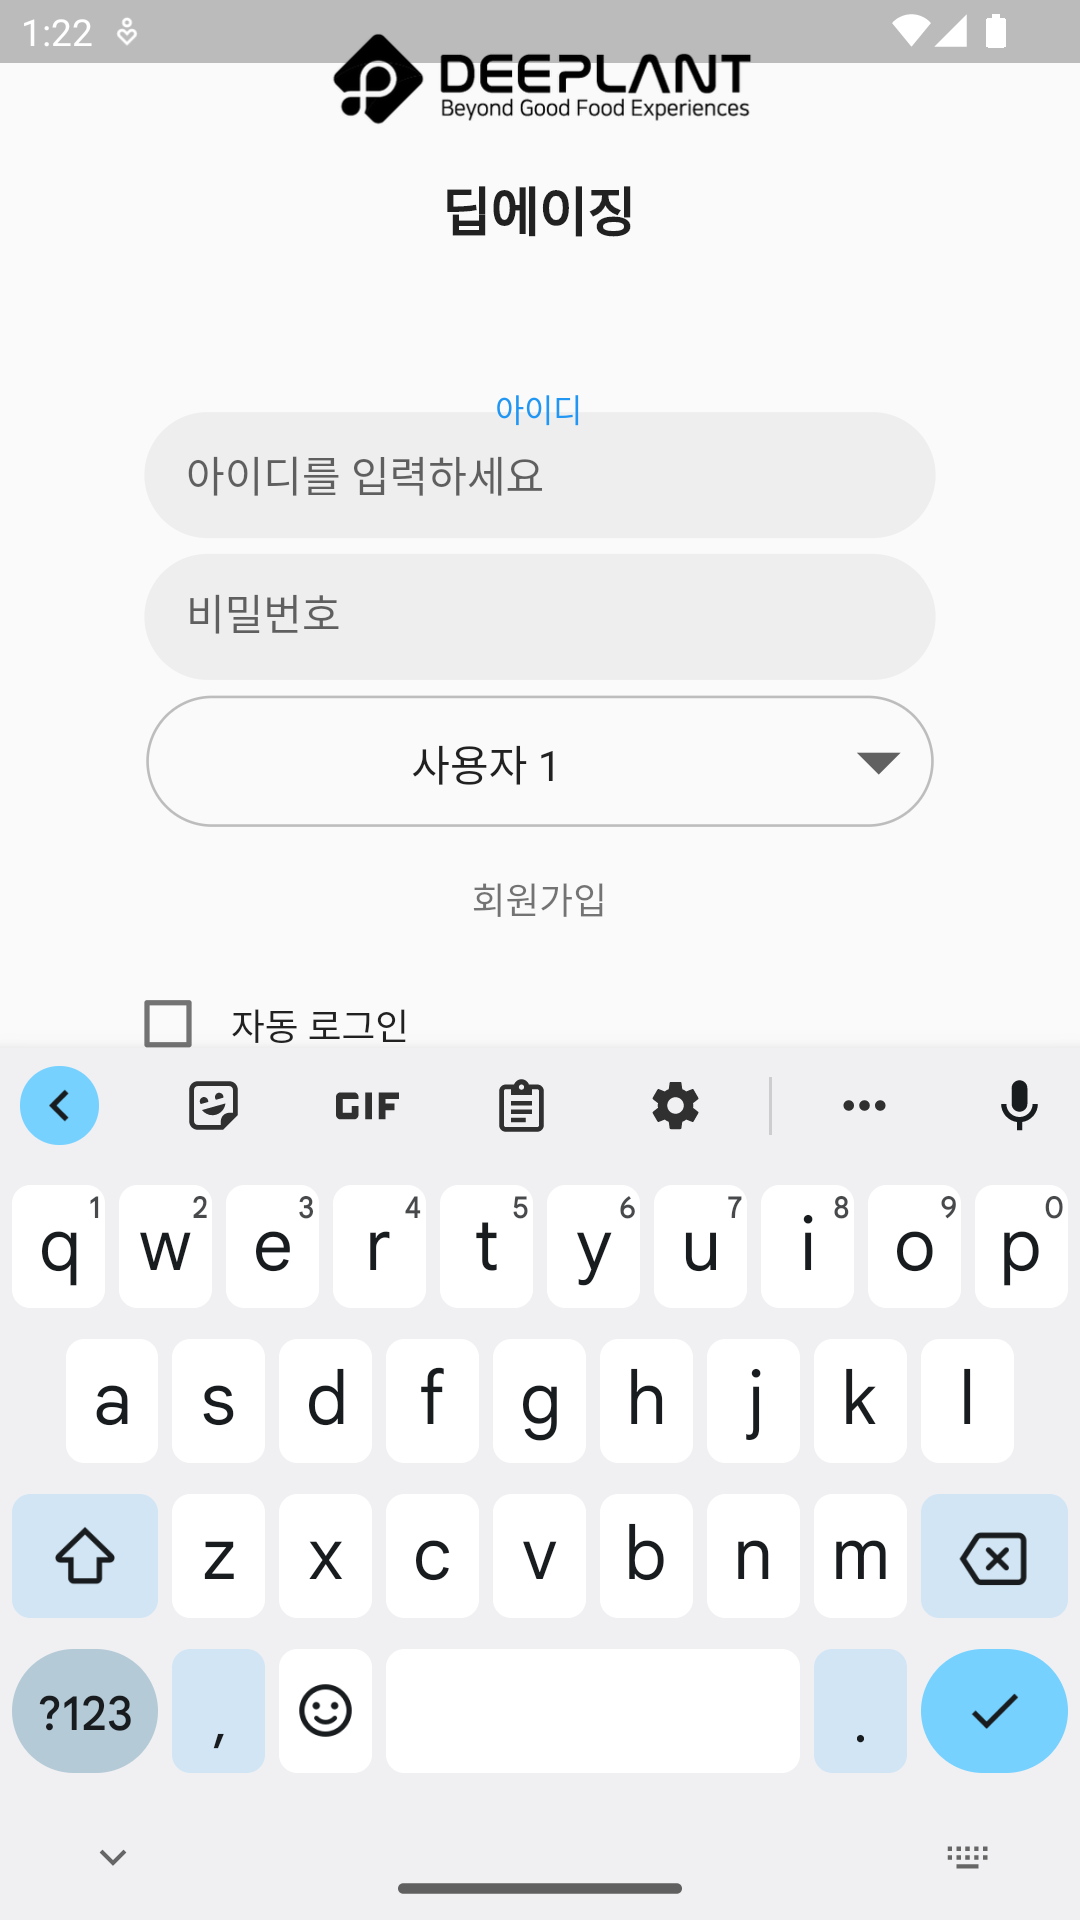 1:22
DEEPLANT
Beyond Good Food Experiences
딥에이징
아이디
아이디를 입력하세요
비밀번호
사용자 1
회원가입
자동 로그인
GIF
q 1 w 2 e 3 r 4 t 5 y 6 u 7 i 8 o 9 p 0
a s d f g h j k l
z x c v b n m
?123 , .